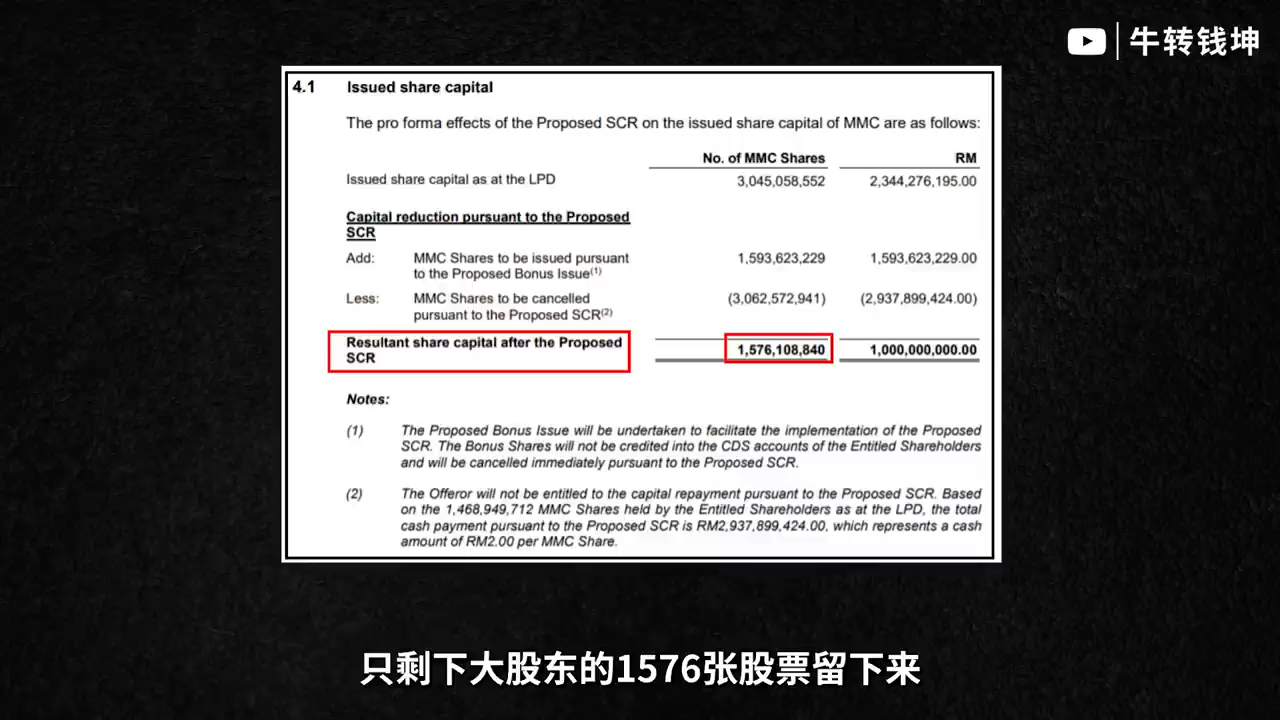 牛转钱坤
4.1 Issued share capital
The pro forma effects of the Proposed SCR on the issued share capital of MMC are as follows:
No. of MMC Shares RM
Issued share capital as at the LPD 3,045,058,552 2,344,276,195.00
Capital reduction pursuant to the Proposed
SCR
Add: MMC Shares to be issued pursuant 1,593,623,229 1,593,623,229.00
to the Proposed Bonus Issue(1)
Less: MMC Shares to be cancelled (3,062,572,941) (2,937,899,424.00)
pursuant to the Proposed SCR(2)
Resultant share capital after the Proposed 1,576,108,840 1,000,000,000.00
SCR
Notes:
(1) The Proposed Bonus Issue will be undertaken to facilitate the implementation of the Proposed
SCR. The Bonus Shares will not be credited into the CDS accounts of the Entitled Shareholders
and will be cancelled immediately pursuant to the Proposed SCR.
(2) The Offeror will not be entitled to the capital repayment pursuant to the Proposed SCR. Based
on the 1,468,949,712 MMC Shares held by the Entitled Shareholders as at the LPD, the total
cash payment pursuant to the Proposed SCR is RM2,937,899,424.00, which represents a cash
amount of RM2.00 per MMC Share.
只剩下大股东的1576张股票留下来